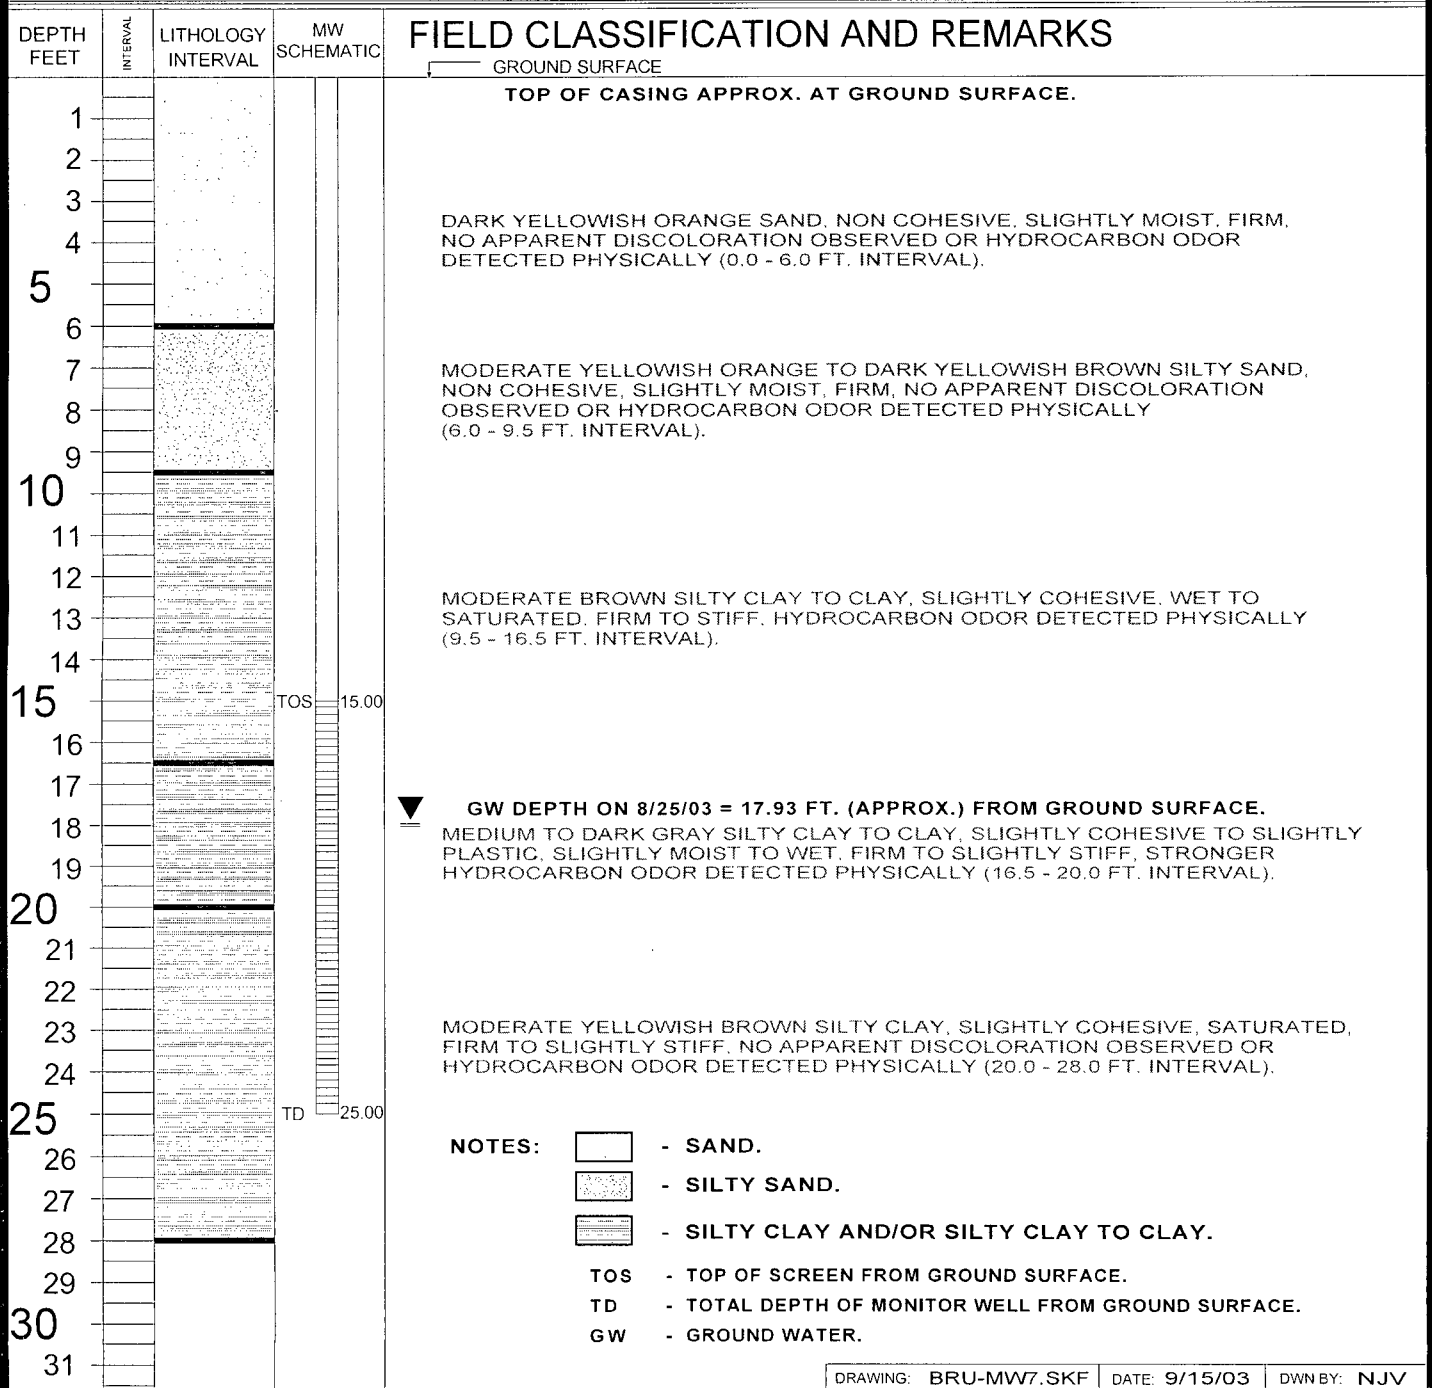 DEPTH
FEET
INTERVAL
LITHOLOGY
INTERVAL
MW
SCHEMATIC
FIELD CLASSIFICATION AND REMARKS
GROUND SURFACE
TOP OF CASING APPROX. AT GROUND SURFACE.
1
2
3
DARK YELLOWISH ORANGE SAND, NON COHESIVE, SLIGHTLY MOIST, FIRM,
4
NO APPARENT DISCOLORATION OBSERVED OR HYDROCARBON ODOR
DETECTED PHYSICALLY (0.0 - 6.0 FT. INTERVAL).
5
6
7
MODERATE YELLOWISH ORANGE TO DARK YELLOWISH BROWN SILTY SAND,
NON COHESIVE, SLIGHTLY MOIST, FIRM, NO APPARENT DISCOLORATION
8
OBSERVED OR HYDROCARBON ODOR DETECTED PHYSICALLY
(6.0 - 9.5 FT. INTERVAL).
9
10
11
12
MODERATE BROWN SILTY CLAY TO CLAY, SLIGHTLY COHESIVE, WET TO
13
SATURATED, FIRM TO STIFF, HYDROCARBON ODOR DETECTED PHYSICALLY
(9.5 - 16.5 FT. INTERVAL).
14
15
TOS 15.00
16
17
GW DEPTH ON 8/25/03 = 17.93 FT. (APPROX.) FROM GROUND SURFACE.
18
MEDIUM TO DARK GRAY SILTY CLAY TO CLAY, SLIGHTLY COHESIVE TO SLIGHTLY
PLASTIC, SLIGHTLY MOIST TO WET, FIRM TO SLIGHTLY STIFF, STRONGER
19
HYDROCARBON ODOR DETECTED PHYSICALLY (16.5 - 20.0 FT. INTERVAL).
20
21
22
23
MODERATE YELLOWISH BROWN SILTY CLAY, SLIGHTLY COHESIVE, SATURATED,
FIRM TO SLIGHTLY STIFF, NO APPARENT DISCOLORATION OBSERVED OR
24
HYDROCARBON ODOR DETECTED PHYSICALLY (20.0 - 28.0 FT. INTERVAL).
25
TD 25.00
26
27
28
29
30
31
NOTES: - SAND.
- SILTY SAND.
- SILTY CLAY AND/OR SILTY CLAY TO CLAY.
TOS - TOP OF SCREEN FROM GROUND SURFACE.
TD - TOTAL DEPTH OF MONITOR WELL FROM GROUND SURFACE.
GW - GROUND WATER.
DRAWING: BRU-MW7.SKF DATE: 9/15/03 DWN BY: NJV